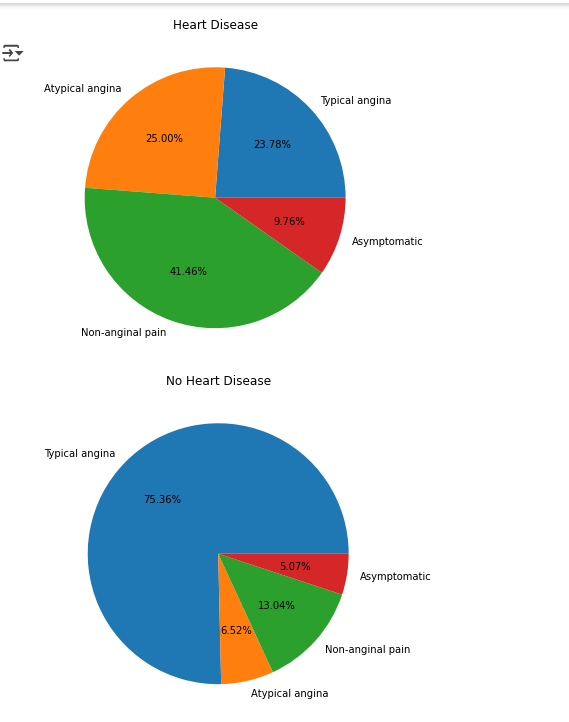 Heart Disease
Atypical angina
Typical angina
25.00%
23.78%
9.76%
Asymptomatic
41.46%
Non-anginal pain
No Heart Disease
Typical angina
75.36%
5.07%
Asymptomatic
13.04%
6.52%
Non-anginal pain
Atypical angina